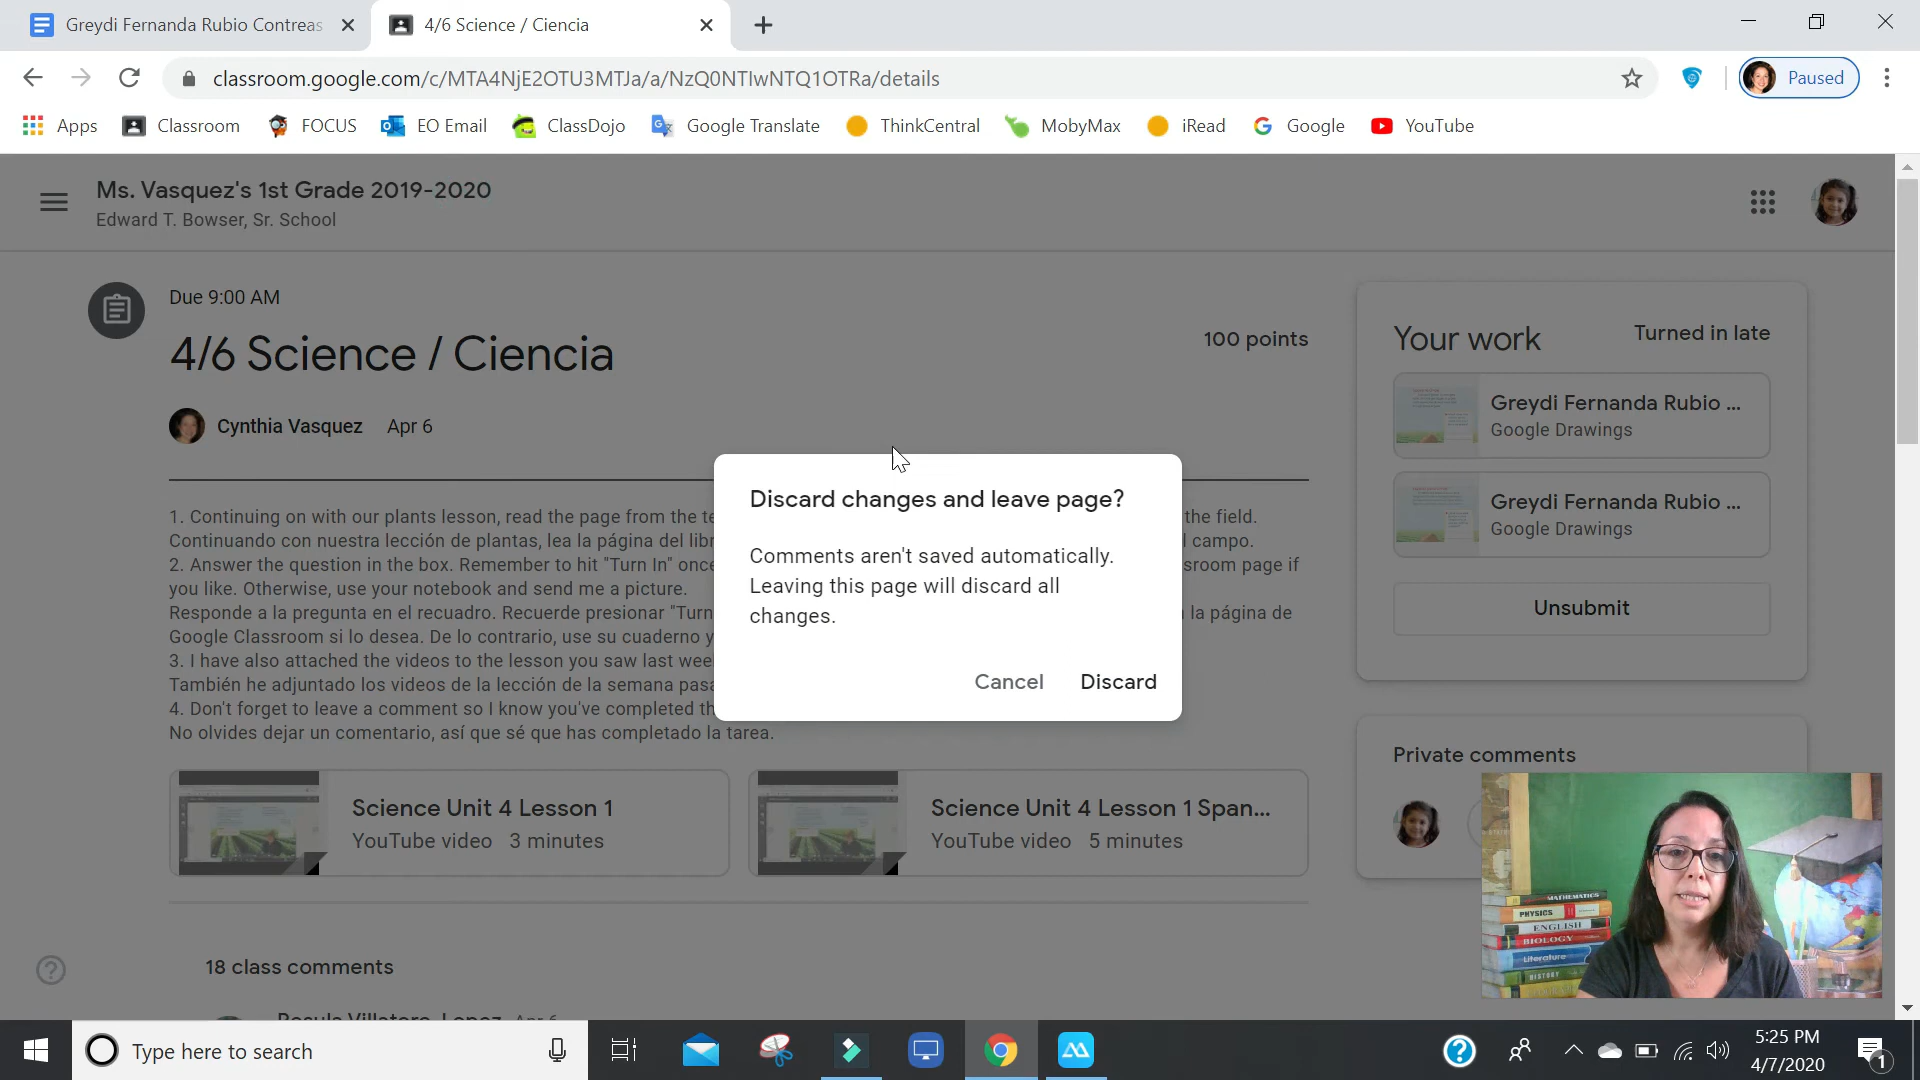 Greydi Fernanda Rubio Contreas
4/6 Science / Ciencia
classroom.google.com/c/MTA4NjE2OTU3MTJa/a/NzQ0NTIwNTQ1OTRa/details
Paused
Apps
Classroom
FOCUS
EO Email
ClassDojo
Google Translate
ThinkCentral
MobyMax
iRead
Google
YouTube
Ms. Vasquez's 1st Grade 2019-2020
Edward T. Bowser, Sr. School
Due 9:00 AM
4/6 Science / Ciencia
100 points
Cynthia Vasquez Apr 6
1. Continuing on with our plants lesson, read the page from the te
the field.
Continuando con nuestra lección de plantas, lea la página del libr
l campo.
2. Answer the question in the box. Remember to hit "Turn In" once
sroom page if
you like. Otherwise, use your notebook and send me a picture.
Responde a la pregunta en el recuadro. Recuerde presionar "Turn
la página de
Google Classroom si lo desea. De lo contrario, use su cuaderno y
3. I have also attached the videos to the lesson you saw last wee
También he adjuntado los videos de la lección de la semana pasa
4. Don't forget to leave a comment so I know you've completed th
No olvides dejar un comentario, así que sé que has completado la tarea.
Discard changes and leave page?
Comments aren't saved automatically.
Leaving this page will discard all
changes.
Cancel
Discard
Science Unit 4 Lesson 1
YouTube video 3 minutes
Science Unit 4 Lesson 1 Span...
YouTube video 5 minutes
18 class comments
Your work
Turned in late
Greydi Fernanda Rubio ...
Google Drawings
Greydi Fernanda Rubio ...
Google Drawings
Unsubmit
Private comments
MATHEMATICS
PHYSICS
ENGLISH
BIOLOGY
Literature
HISTORY
Type here to search
5:25 PM
4/7/2020
1